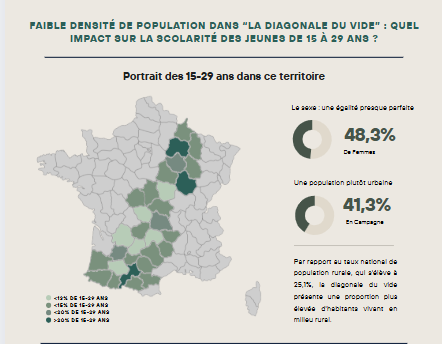 FAIBLE DENSITÉ DE POPULATION DANS "LA DIAGONALE DU VIDE" : QUEL
IMPACT SUR LA SCOLARITÉ DES JEUNES DE 15 À 29 ANS ?
Portrait des 15-29 ans dans ce territoire
Le sexe : une égalité presque parfaite
48,3%
De Femmes
Une population plutôt urbaine
41,3%
En Campagne
Par rapport au taux national de
population rurale, qui s'élève à
25,1%, la diagonale du vide
présente une proportion plus
élevée d'habitants vivant en
milieu rural.
<13% DE 15-29 ANS
<15% DE 15-29 ANS
<20% DE 15-29 ANS
>20% DE 15-29 ANS